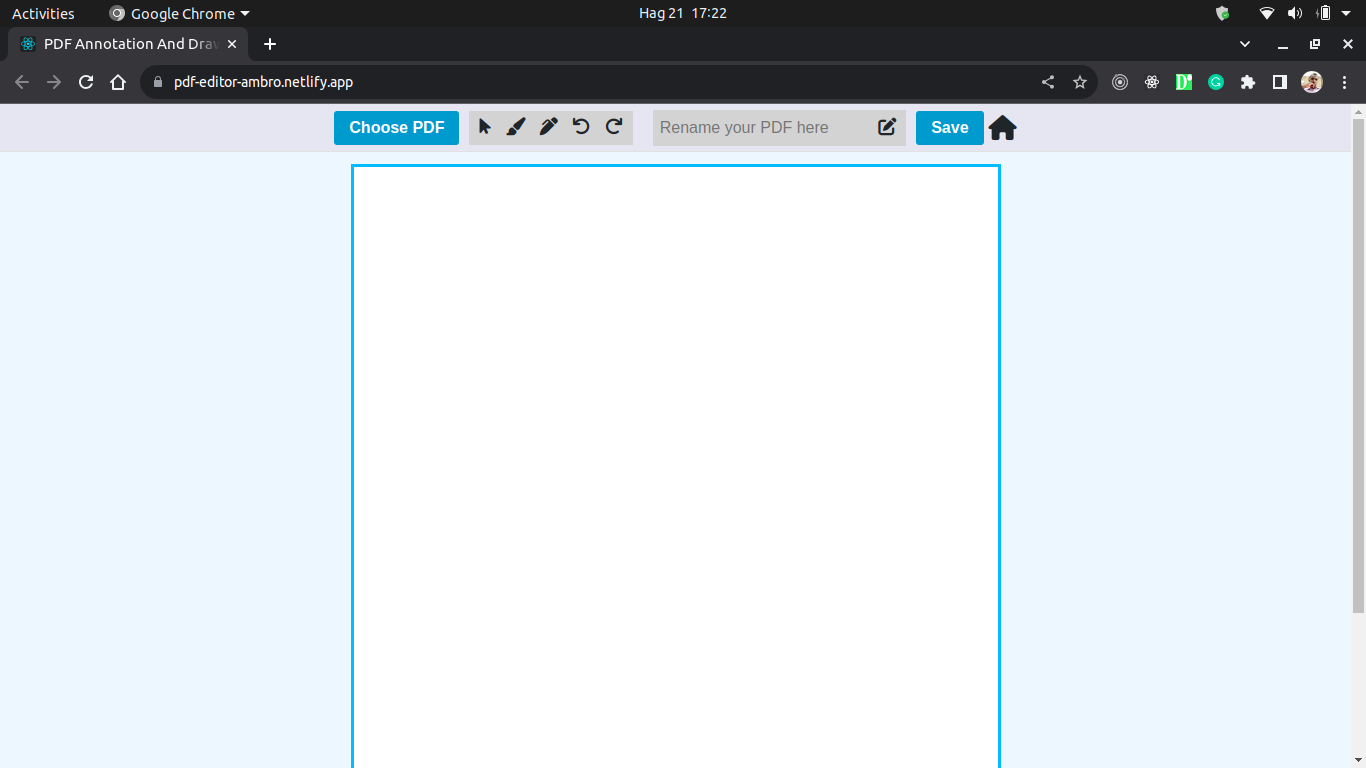 Activities Google Chrome Hag 21 17:22
PDF Annotation And Draw
pdf-editor-ambro.netlify.app
Choose PDF Rename your PDF here Save